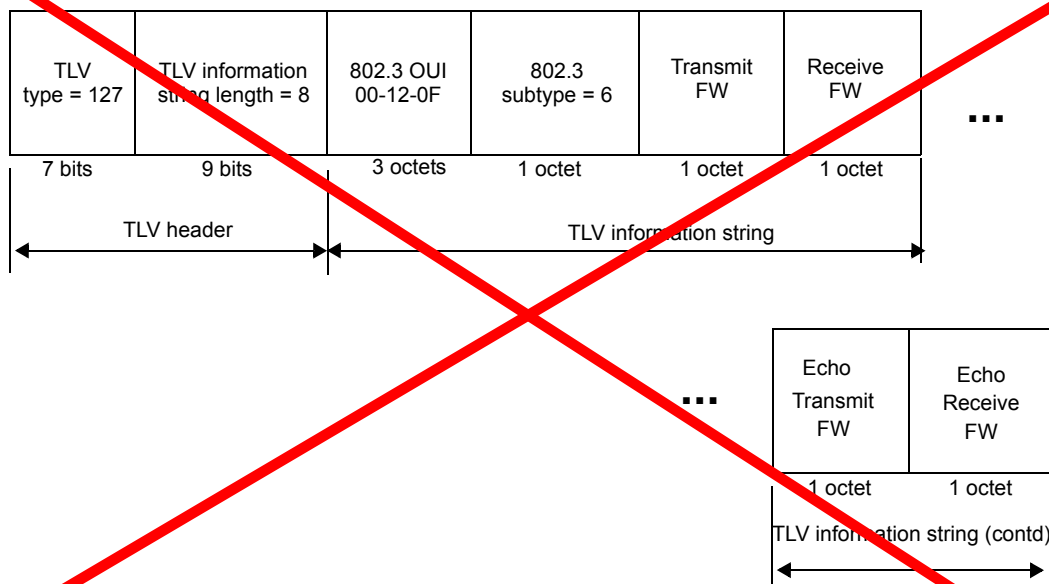 TLV
type = 127
TLV information
string length = 8
802.3 OUI
00-12-0F
802.3
subtype = 6
Transmit
FW
Receive
FW
...
7 bits
9 bits
3 octets
1 octet
1 octet
1 octet
TLV header
TLV information string
...
Echo
Transmit
FW
Echo
Receive
FW
1 octet
1 octet
TLV information string (contd)